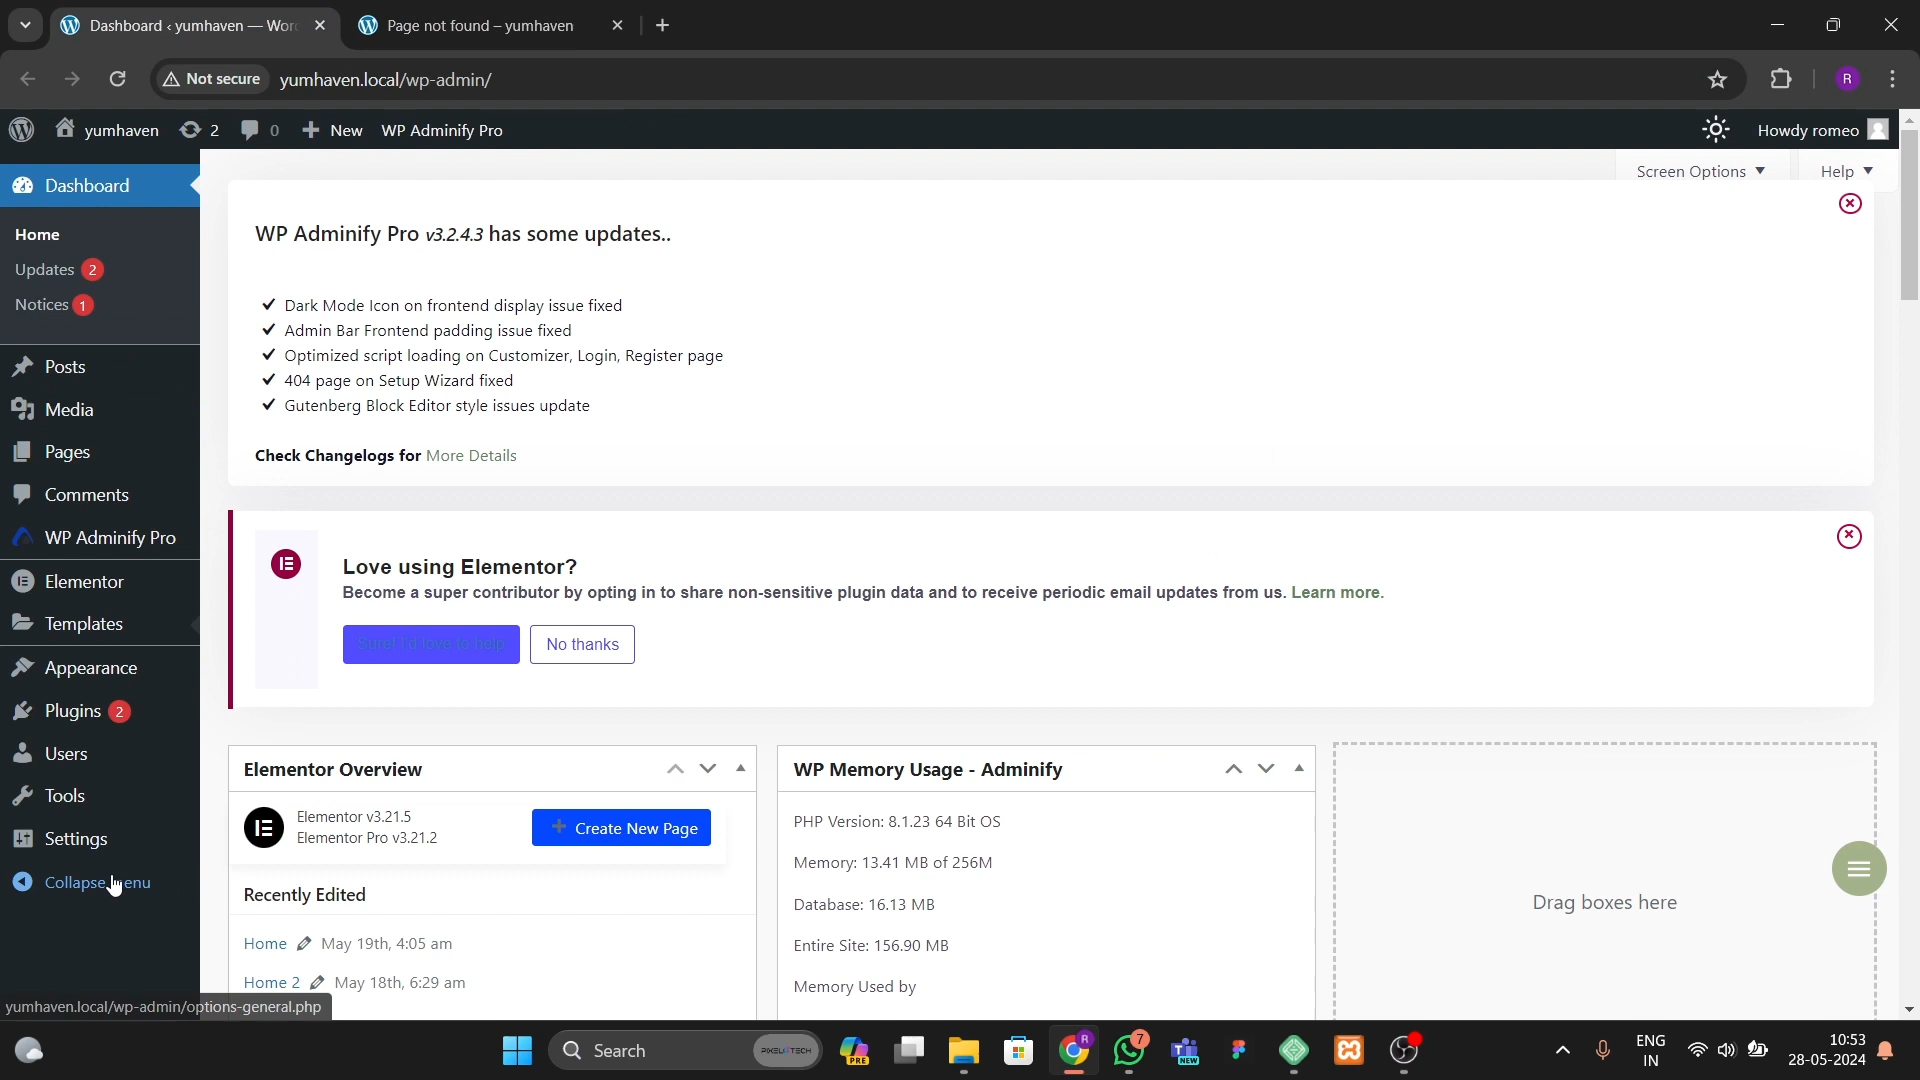 Dashboard ‹ yumhaven — Wor
Page not found – yumhaven
Not secure
yumhaven.local/wp-admin/
R
yumhaven
2
0
New
WP Adminify Pro
Howdy romeo
Dashboard
Screen Options
Help
Home
Updates 2
Notices 1
Posts
Media
Pages
Comments
WP Adminify Pro
Elementor
Templates
Appearance
Plugins 2
Users
Tools
Settings
Collapse menu
WP Adminify Pro v3.2.4.3 has some updates..
Dark Mode Icon on frontend display issue fixed
Admin Bar Frontend padding issue fixed
Optimized script loading on Customizer, Login, Register page
404 page on Setup Wizard fixed
Gutenberg Block Editor style issues update
Check Changelogs for More Details
Love using Elementor?
Become a super contributor by opting in to share non-sensitive plugin data and to receive periodic email updates from us. Learn more.
Sure! I'd love to help
No thanks
Elementor Overview
Elementor v3.21.5
Elementor Pro v3.21.2
Create New Page
Recently Edited
Home May 19th, 4:05 am
Home 2 May 18th, 6:29 am
WP Memory Usage - Adminify
PHP Version: 8.1.23 64 Bit OS
Memory: 13.41 MB of 256M
Database: 16.13 MB
Entire Site: 156.90 MB
Memory Used by
Drag boxes here
yumhaven.local/wp-admin/options-general.php
Search
PIXELOTECH
PRE
R
7
NEW
ENG
IN
10:53
28-05-2024